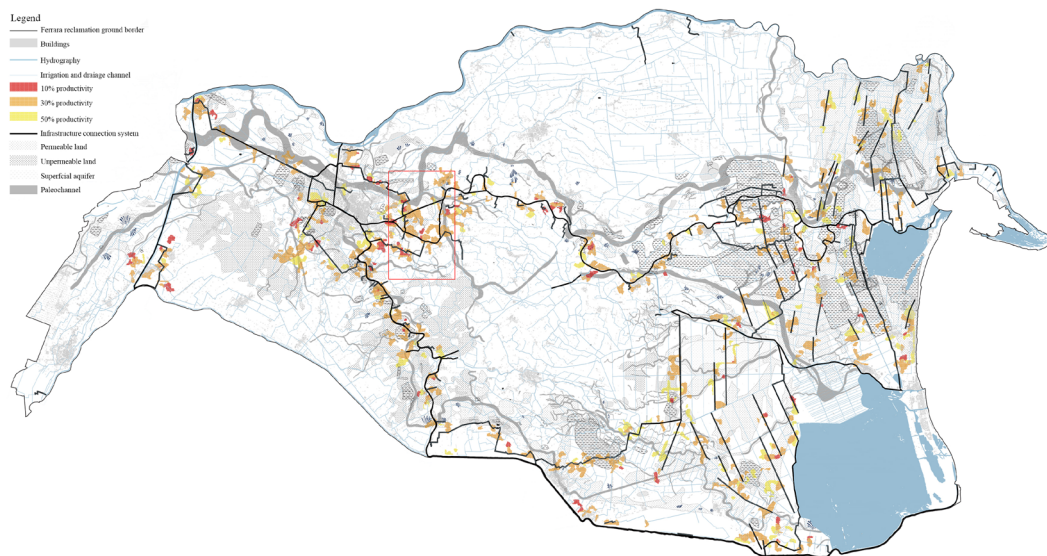 Legend
Ferrara reclamation ground border
Buildings
Hydrography
Irrigation and drainage channel
10% productivity
30% productivity
50% productivity
Infrastructure connection system
Permeable land
Unpermeable land
Superficial aquifer
Paleochannel